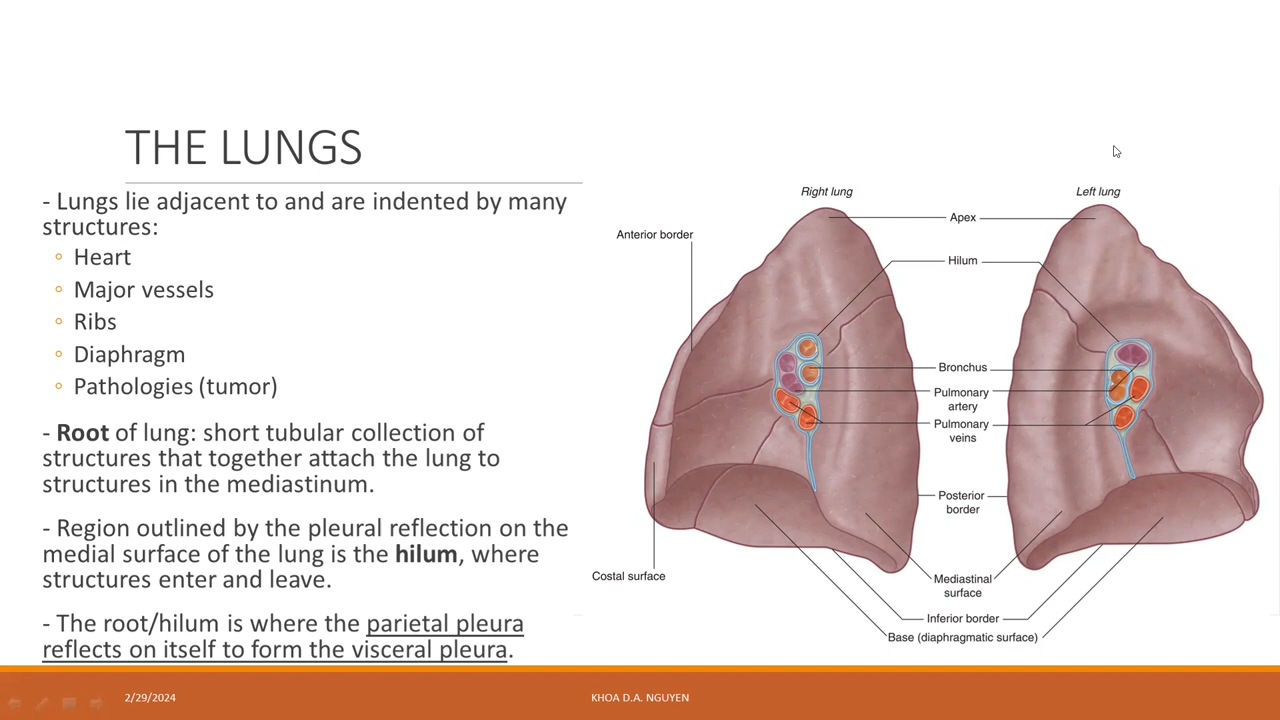 THE LUNGS
- Lungs lie adjacent to and are indented by many
structures:
◦ Heart
◦ Major vessels
◦ Ribs
◦ Diaphragm
◦ Pathologies (tumor)
- Root of lung: short tubular collection of
structures that together attach the lung to
structures in the mediastinum.
- Region outlined by the pleural reflection on the
medial surface of the lung is the hilum, where
structures enter and leave.
- The root/hilum is where the parietal pleura
reflects on itself to form the visceral pleura.
Right lung
Left lung
Apex
Anterior border
Hilum
Bronchus
Pulmonary
artery
Pulmonary
veins
Posterior
border
Costal surface
Mediastinal
surface
Inferior border
Base (diaphragmatic surface)
2/29/2024
KHOA D.A. NGUYEN